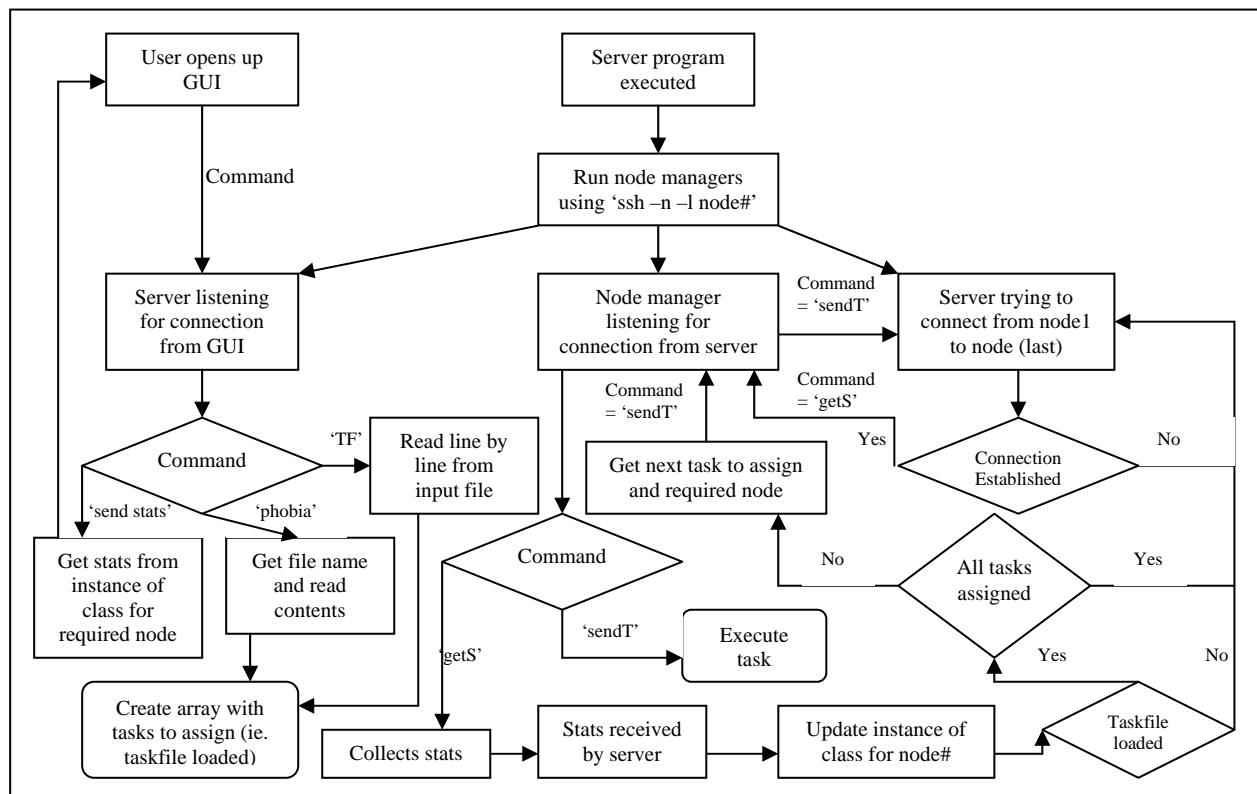 User opens up
GUI
Server program
executed
Command
Run node managers
using ‘ssh –n –l node#’
Server listening
for connection
from GUI
Node manager
listening for
connection from server
Command
= ‘sendT’
Server trying to
connect from node1
to node (last)
Command
= ‘sendT’
Command
= ‘getS’
Yes
No
Command
‘TF’
Read line by
line from
input file
Get next task to assign
and required node
Connection
Established
‘send stats’
‘phobia’
Get stats from
instance of
class for
required node
Get file name
and read
contents
Command
No
All tasks
assigned
Yes
‘getS’
‘sendT’
Execute
task
Yes
No
Create array with
tasks to assign (ie.
taskfile loaded)
Collects stats
Stats received
by server
Update instance of
class for node#
Taskfile
loaded